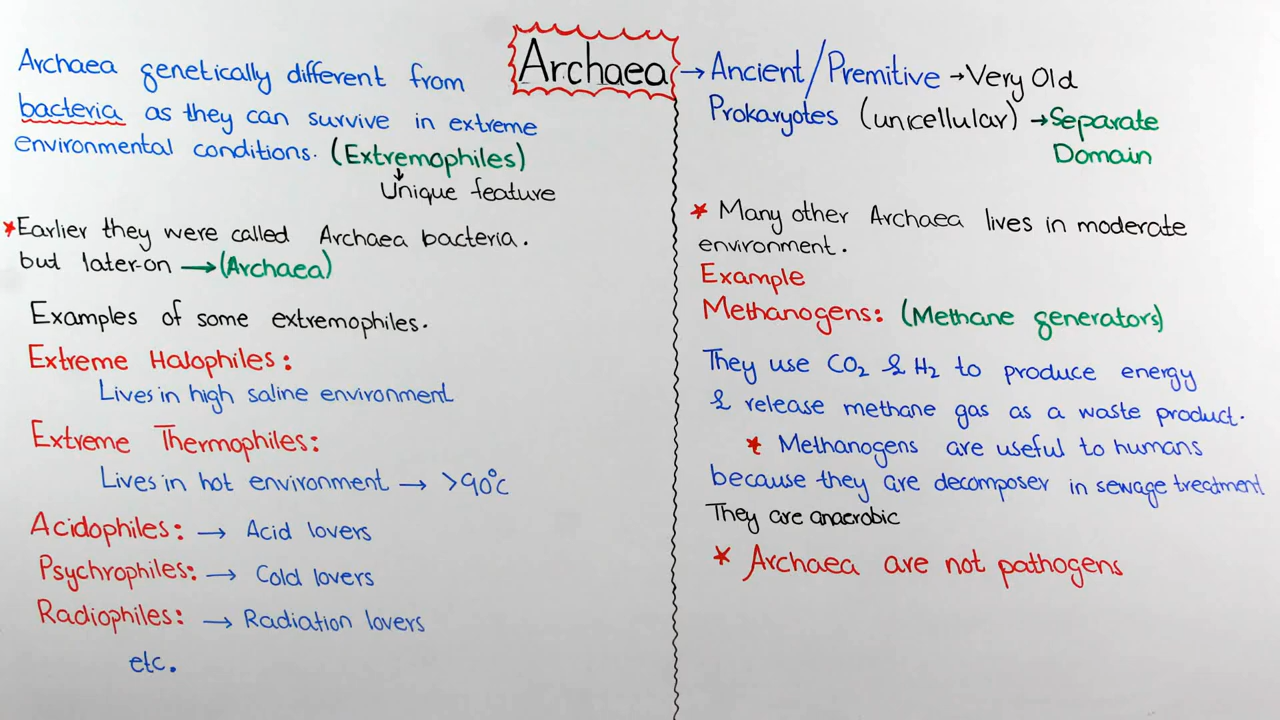 Archaea
Archaea genetically different from
bacteria as they can survive in extreme
environmental conditions. (Extremophiles)
Unique feature
*Earlier they were called Archaea bacteria.
but later-on → (Archaea)
Examples of some extremophiles.
Extreme Halophiles:
Lives in high saline environment
Extreme Thermophiles:
Lives in hot environment → >90°c
Acidophiles: → Acid lovers
Psychrophiles: → Cold lovers
Radiophiles: → Radiation lovers
etc.
→ Ancient/Premitive → Very Old
Prokaryotes (unicellular) → Separate
Domain
* Many other Archaea lives in moderate
environment.
Example
Methanogens: (Methane generators)
They use CO₂ & H₂ to produce energy
& release methane gas as a waste product.
* Methanogens are useful to humans
because they are decomposer in sewage treatment
They are anaerobic
* Archaea are not pathogens